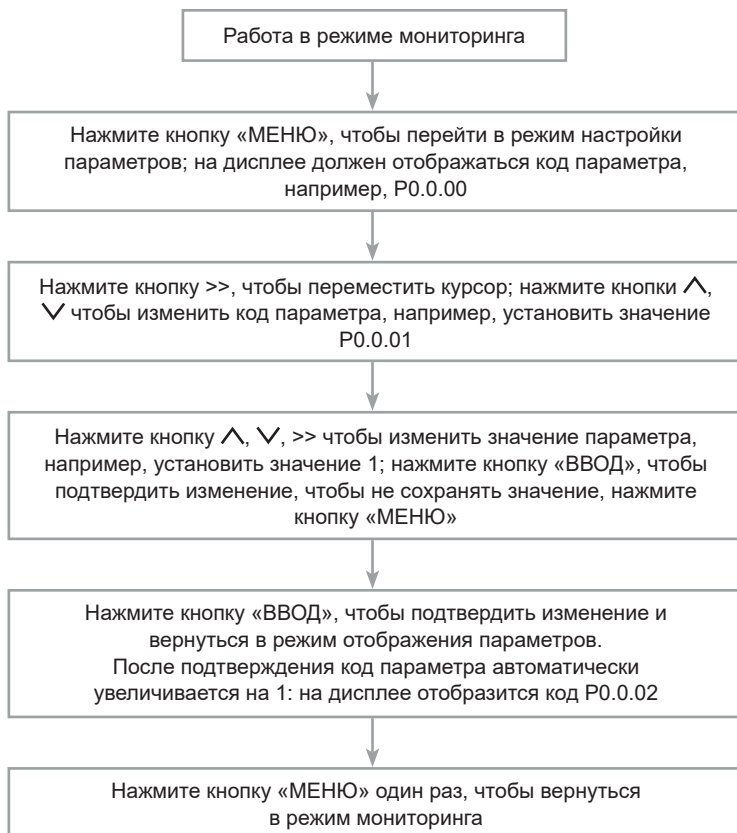 Работа в режиме мониторинга
Нажмите кнопку «МЕНЮ», чтобы перейти в режим настройки
параметров; на дисплее должен отображаться код параметра,
например, P0.0.00
Нажмите кнопку >>, чтобы переместить курсор; нажмите кнопки ∧,
∨ чтобы изменить код параметра, например, установить значение
P0.0.01
Нажмите кнопку ∧, ∨, >> чтобы изменить значение параметра,
например, установить значение 1; нажмите кнопку «ВВОД», чтобы
подтвердить изменение, чтобы не сохранять значение, нажмите
кнопку «МЕНЮ»
Нажмите кнопку «ВВОД», чтобы подтвердить изменение и
вернуться в режим отображения параметров.
После подтверждения код параметра автоматически
увеличивается на 1: на дисплее отобразится код P0.0.02
Нажмите кнопку «МЕНЮ» один раз, чтобы вернуться
в режим мониторинга